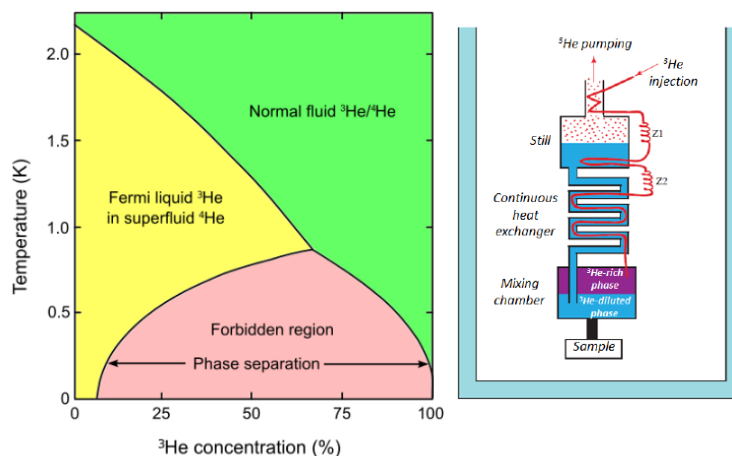 2.0
1.5
1.0
0.5
0
Temperature (K)
Normal fluid ³He/⁴He
Fermi liquid ³He
in superfluid ⁴He
Forbidden region
Phase separation
0
25
50
75
100
³He concentration (%)
³He pumping
³He
injection
Still
Z1
Z2
Continuous
heat
exchanger
Mixing
chamber
³He-rich
phase
³He-diluted
phase
Sample